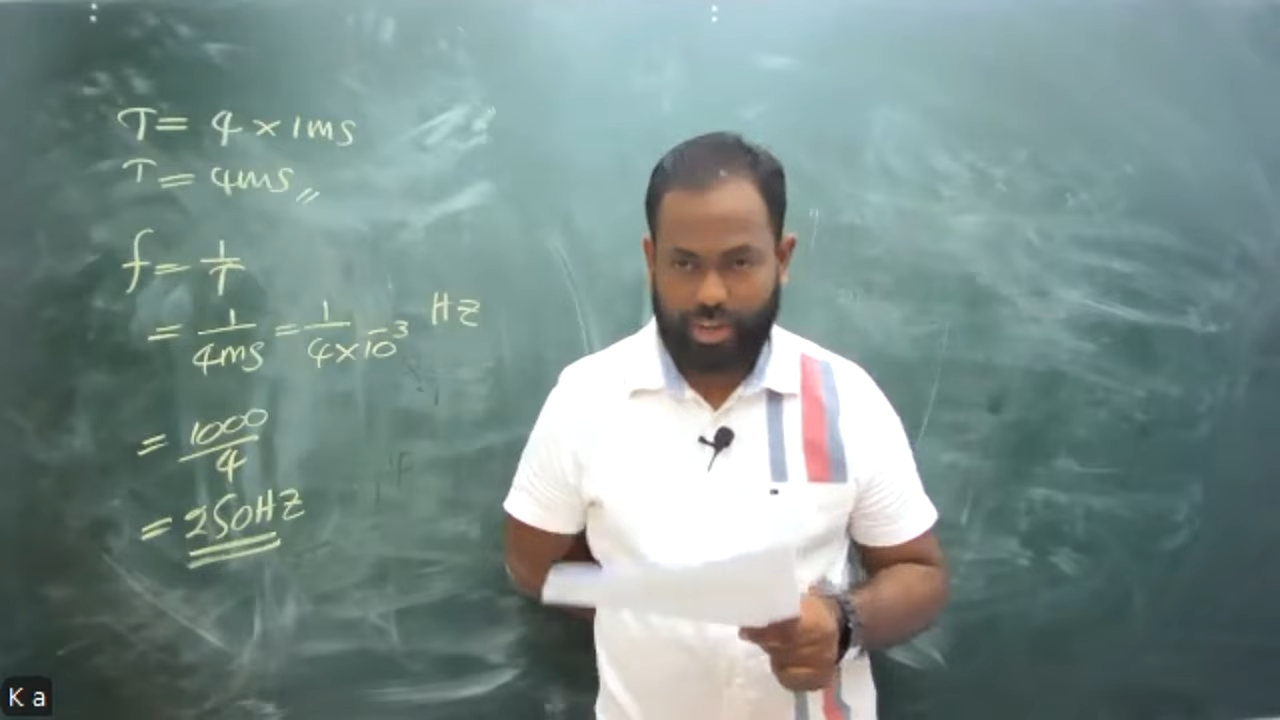 T = 4 × 1ms
T = 4ms,,
f = 1/T
= 1/4ms = 1/4×10⁻³ Hz
= 1000/4
= 250HZ
K a